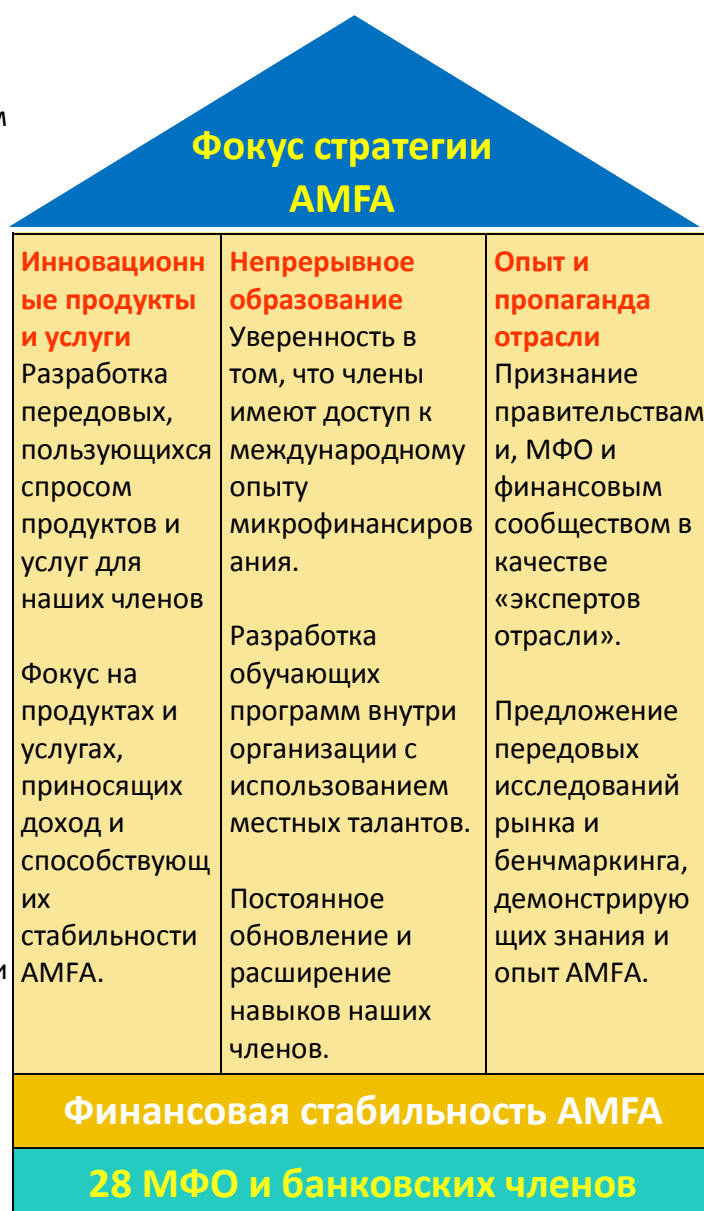 Фокус стратегии
AMFA
Инновационн
ые продукты
и услуги
Разработка
передовых,
пользующихся
спросом
продуктов и
услуг для
наших членов
Фокус на
продуктах и
услугах,
приносящих
доход и
способствующ
их
стабильности
AMFA.
Непрерывное
образование
Уверенность в
том, что члены
имеют доступ к
международному
опыту
микрофинансиров
ания.
Разработка
обучающих
программ внутри
организации с
использованием
местных талантов.
Постоянное
обновление и
расширение
навыков наших
членов.
Опыт и
пропаганда
отрасли
Признание
правительствам
и, МФО и
финансовым
сообществом в
качестве
«экспертов
отрасли».
Предложение
передовых
исследований
рынка и
бенчмаркинга,
демонстрирую
щих знания и
опыт AMFA.
Финансовая стабильность AMFA
28 МФО и банковских членов